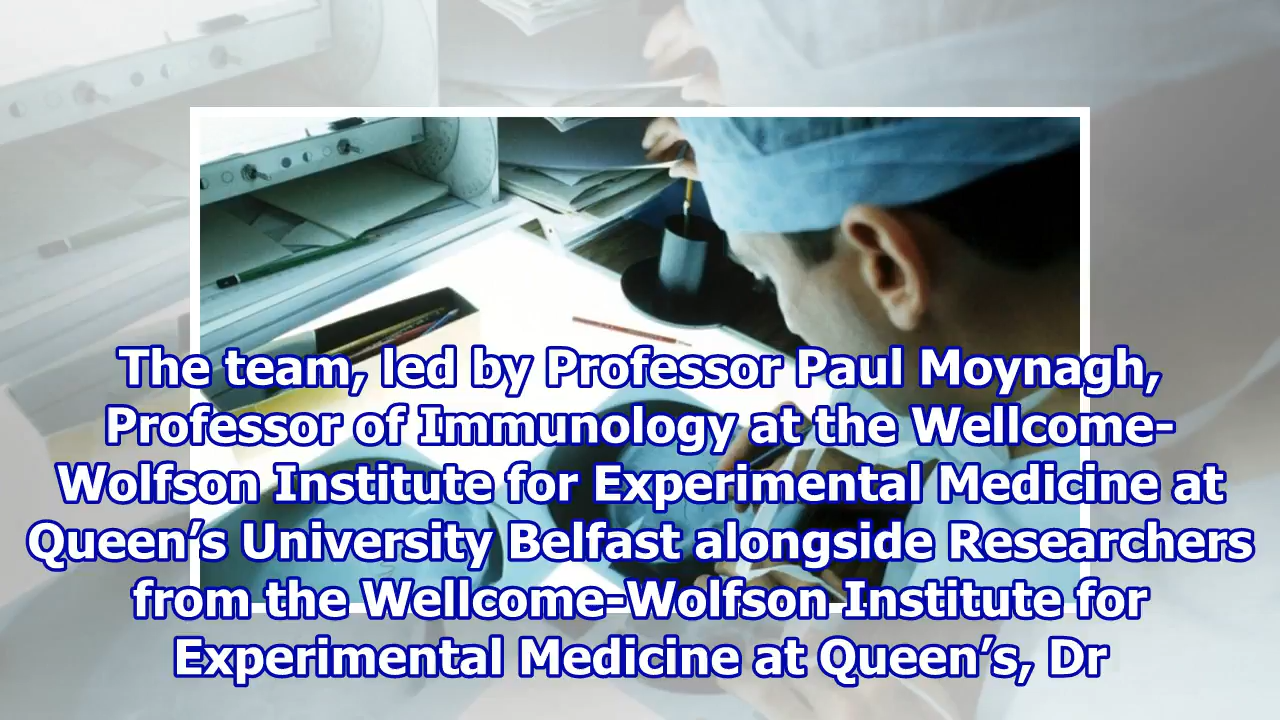 The team, led by Professor Paul Moynagh,
Professor of Immunology at the Wellcome-
Wolfson Institute for Experimental Medicine at
Queen’s University Belfast alongside Researchers
from the Wellcome-Wolfson Institute for
Experimental Medicine at Queen’s, Dr